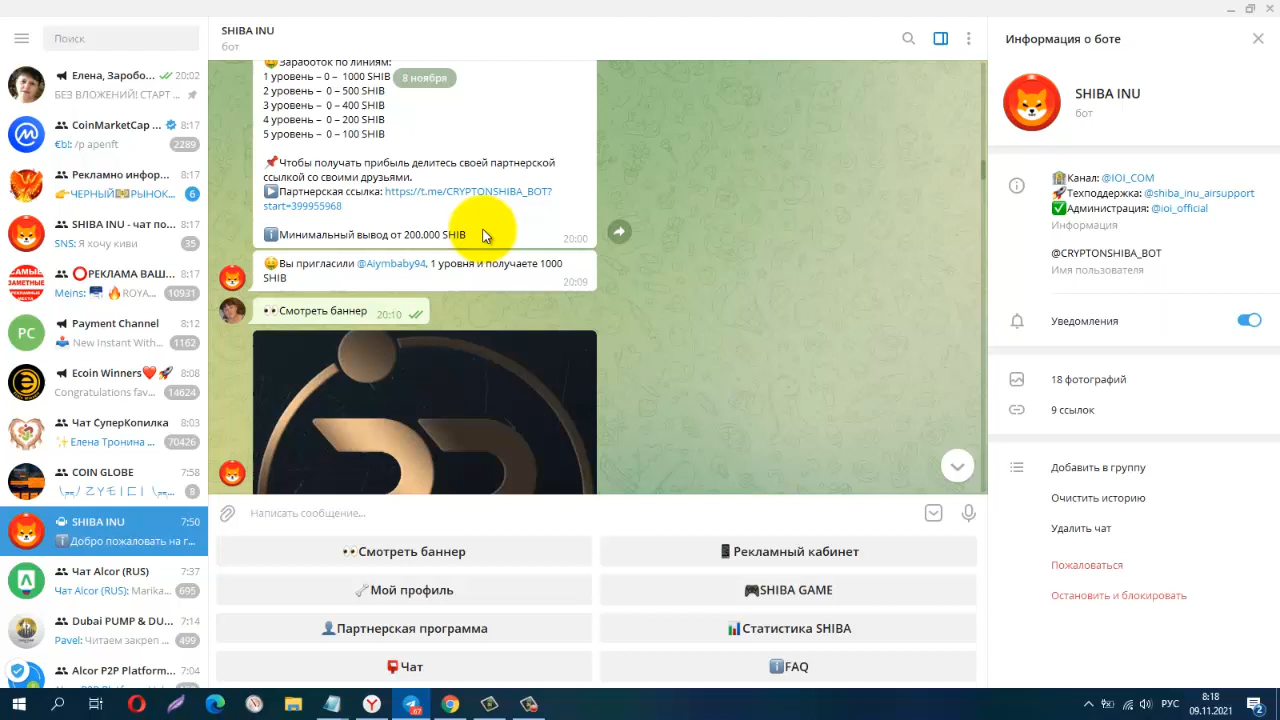 Поиск
Елена, Заробо... 20:02
БЕЗ ВЛОЖЕНИЙ! СТАРТ ...
CoinMarketCap ... 8:17
€bl: /p apenft 2289
Рекламно инфор... 8:17
👉ЧЕРНЫЙ💵РЫНОК... 6
SHIBA INU - чат по... 8:17
SNS: Я хочу киви 35
⭕РЕКЛАМА ВАШ... 8:17
Meins: 🔥ROYA... 10931
Payment Channel 8:12
New Instant With... 1162
Ecoin Winners❤️🚀 8:08
Congratulations fav... 14624
Чат СуперКопилка 8:03
✨Елена Тронина ... 70426
COIN GLOBE 7:58
8
SHIBA INU 7:50
ℹ️Добро пожаловать на г...
Чат Alcor (RUS) 7:37
Чат Alcor (RUS): Marika... 695
Dubai PUMP & DU... 7:14
Pavel: Читаем закреп ... 499
Alcor P2P Platform... 7:04
САМЫЕ
ЗАМЕТНЫЕ
PC
SHIBA INU
бот
🤑Заработок по линиям:
1 уровень – 0 – 1000 SHIB
8 ноября
2 уровень – 0 – 500 SHIB
3 уровень – 0 – 400 SHIB
4 уровень – 0 – 200 SHIB
5 уровень – 0 – 100 SHIB
📌Чтобы получать прибыль делитесь своей партнерской
ссылкой со своими друзьями.
▶️Партнерская ссылка: https://t.me/CRYPTONSHIBA_BOT?
start=399955968
ℹ️Минимальный вывод от 200.000 SHIB
20:00
🤑Вы пригласили @Aiymbaby94, 1 уровня и получаете 1000
SHIB
20:09
👀Смотреть баннер 20:10
Написать сообщение...
👀Смотреть баннер
📱Рекламный кабинет
🔑Мой профиль
🎮SHIBA GAME
👤Партнерская программа
📊Статистика SHIBA
📮Чат
ℹ️FAQ
Информация о боте
SHIBA INU
бот
🏦Канал: @IOI_COM
🚀Техподдержка: @shiba_inu_airsupport
✅Администрация: @ioi_official
Информация
@CRYPTONSHIBA_BOT
Имя пользователя
Уведомления
18 фотографий
9 ссылок
Добавить в группу
Очистить историю
Удалить чат
Пожаловаться
Остановить и блокировать
67
РУС
8:18
09.11.2021
2